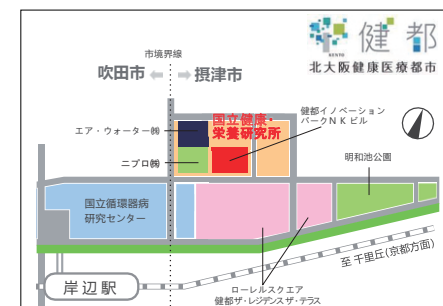 健都
KENTO
北大阪健康医療都市
市境界線
吹田市
摂津市
エア・ウォーター㈱
国立健康・
栄養研究所
健都イノベーション
パークNKビル
ニプロ㈱
明和池公園
国立循環器病
研究センター
岸辺駅
至 千里丘(京都方面)
ローレルスクエア
健都ザ・レジデンスザ・テラス